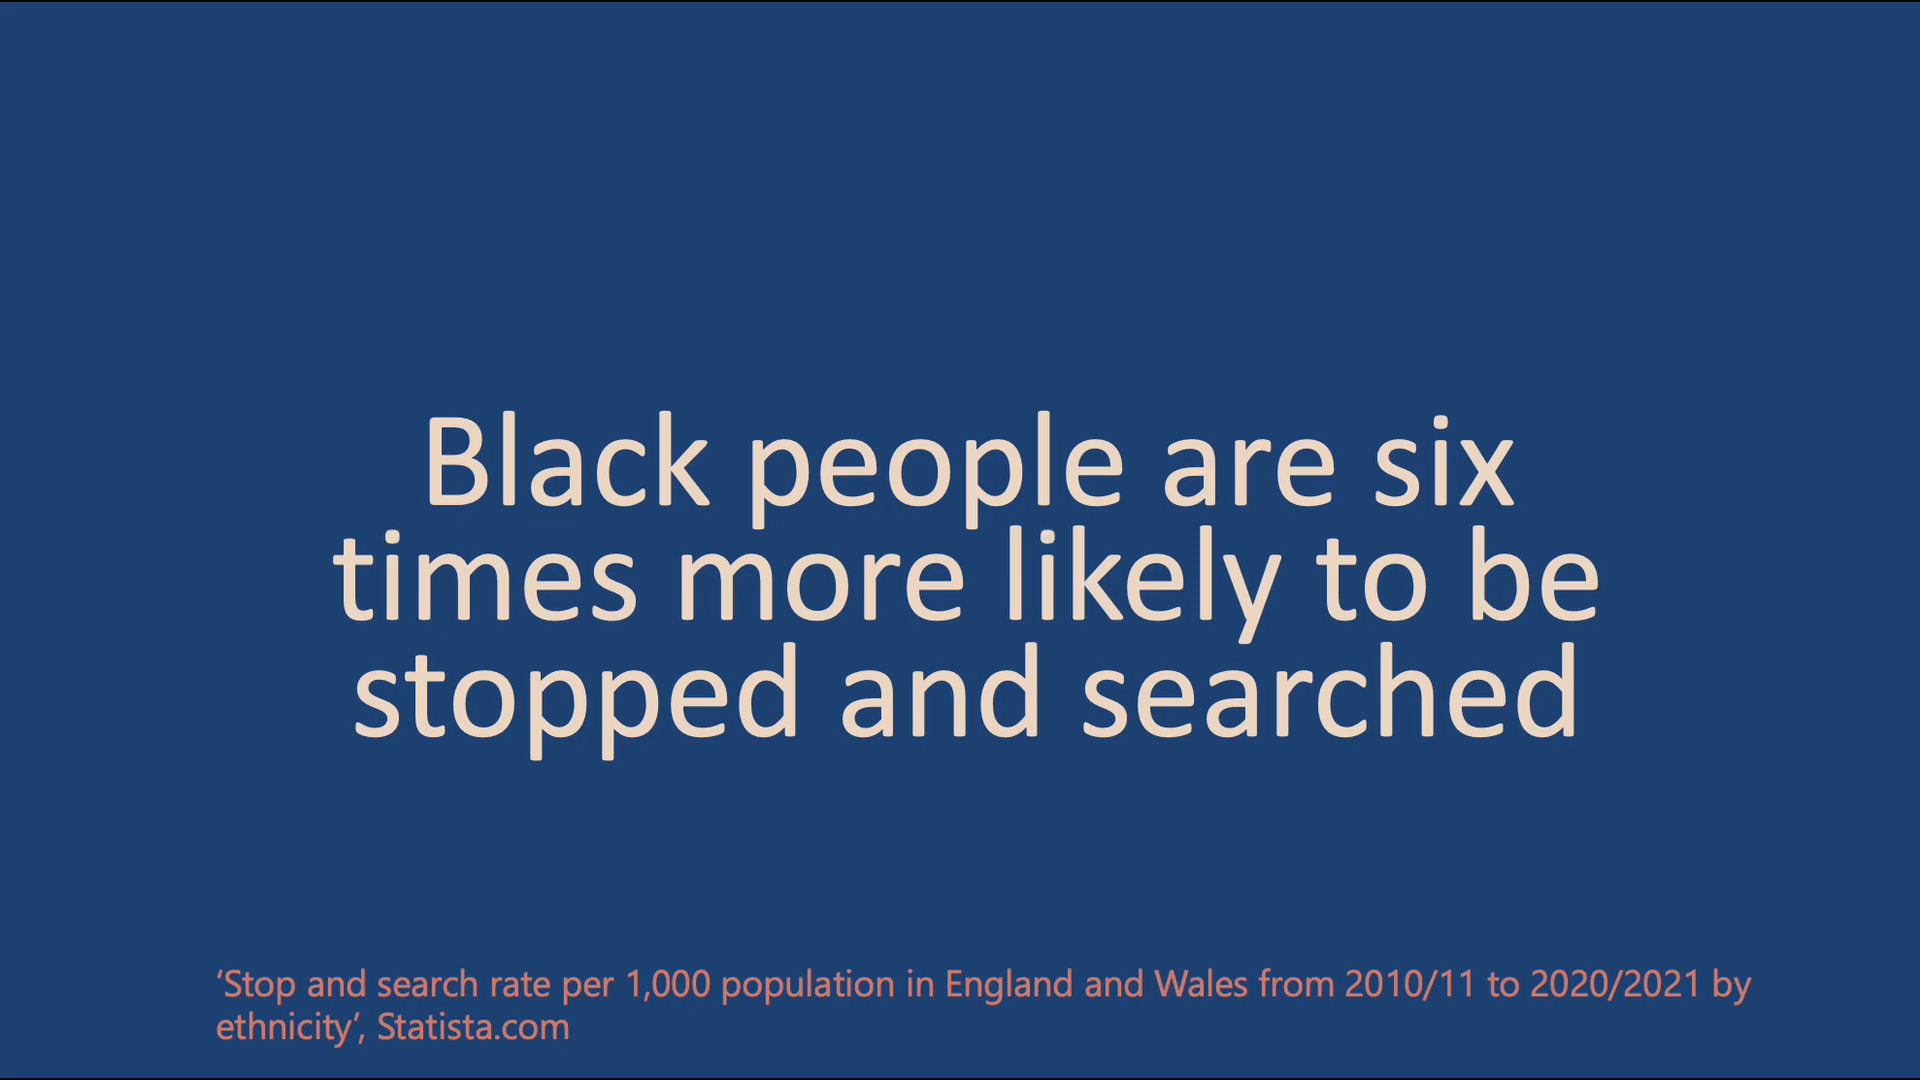 Black people are six
times more likely to be
stopped and searched
‘Stop and search rate per 1,000 population in England and Wales from 2010/11 to 2020/2021 by
ethnicity’, Statista.com